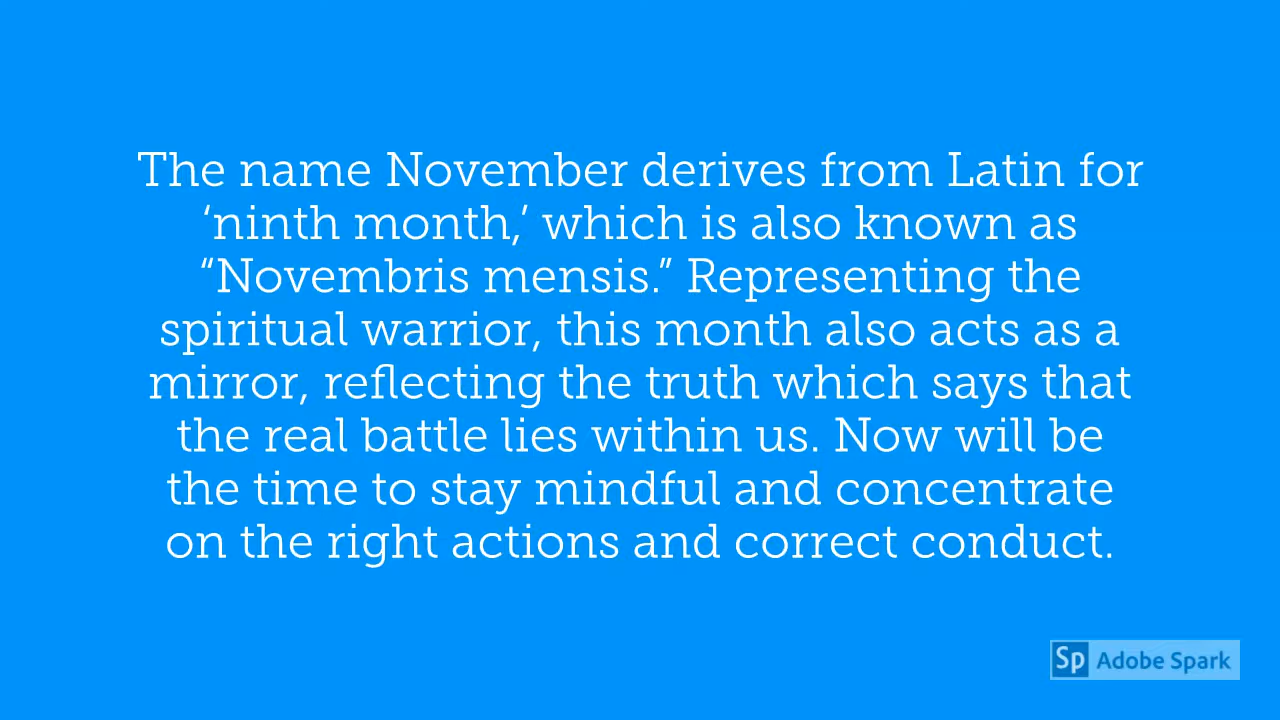 The name November derives from Latin for
‘ninth month,’ which is also known as
“Novembris mensis.” Representing the
spiritual warrior, this month also acts as a
mirror, reflecting the truth which says that
the real battle lies within us. Now will be
the time to stay mindful and concentrate
on the right actions and correct conduct.
Sp Adobe Spark